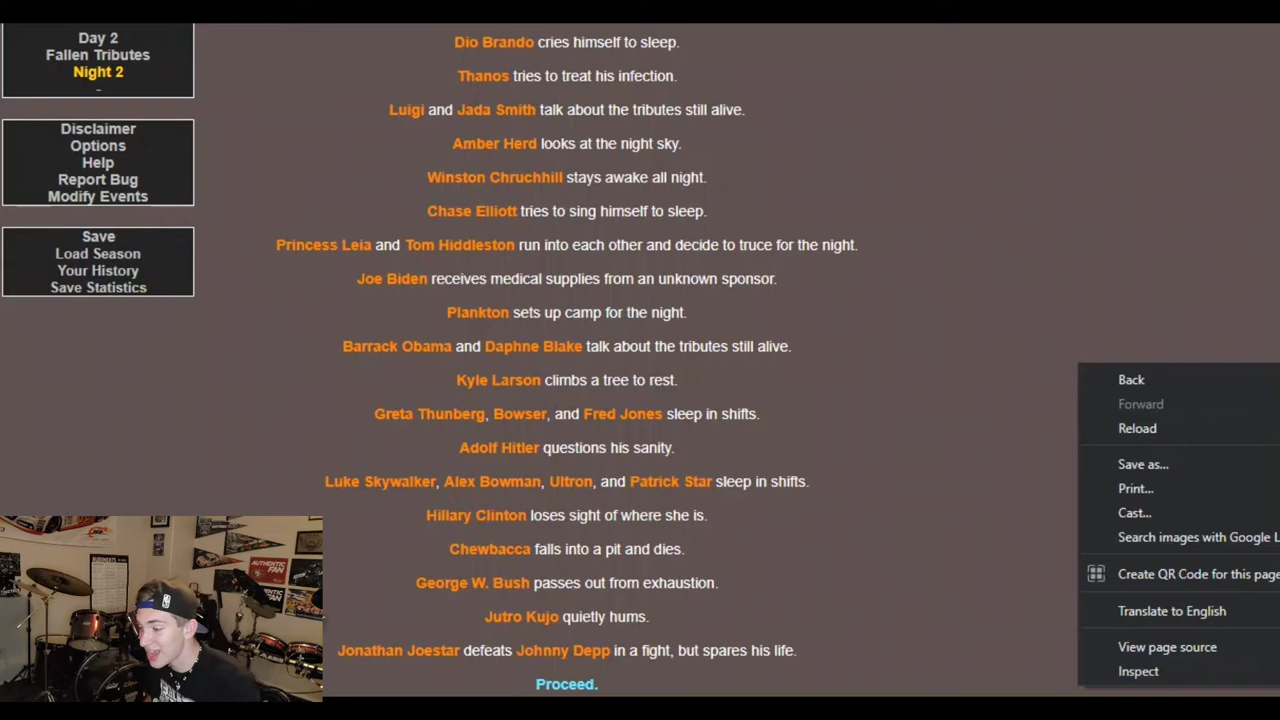 Day 2
Fallen Tributes
Night 2
-
Disclaimer
Options
Help
Report Bug
Modify Events
Save
Load Season
Your History
Save Statistics
Dio Brando cries himself to sleep.
Thanos tries to treat his infection.
Luigi and Jada Smith talk about the tributes still alive.
Amber Herd looks at the night sky.
Winston Chruchhill stays awake all night.
Chase Elliott tries to sing himself to sleep.
Princess Leia and Tom Hiddleston run into each other and decide to truce for the night.
Joe Biden receives medical supplies from an unknown sponsor.
Plankton sets up camp for the night.
Barrack Obama and Daphne Blake talk about the tributes still alive.
Kyle Larson climbs a tree to rest.
Greta Thunberg, Bowser, and Fred Jones sleep in shifts.
Adolf Hitler questions his sanity.
Luke Skywalker, Alex Bowman, Ultron, and Patrick Star sleep in shifts.
Hillary Clinton loses sight of where she is.
Chewbacca falls into a pit and dies.
George W. Bush passes out from exhaustion.
Jutro Kujo quietly hums.
Jonathan Joestar defeats Johnny Depp in a fight, but spares his life.
Proceed.
Back
Forward
Reload
Save as...
Print...
Cast...
Search images with Google L
Create QR Code for this page
Translate to English
View page source
Inspect
AUTHENTIC
FAN